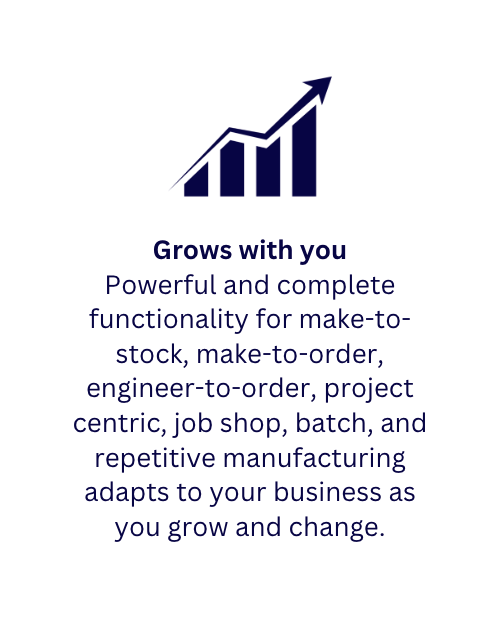 Grows with you
Powerful and complete
functionality for make-to-
stock, make-to-order,
engineer-to-order, project
centric, job shop, batch, and
repetitive manufacturing
adapts to your business as
you grow and change.